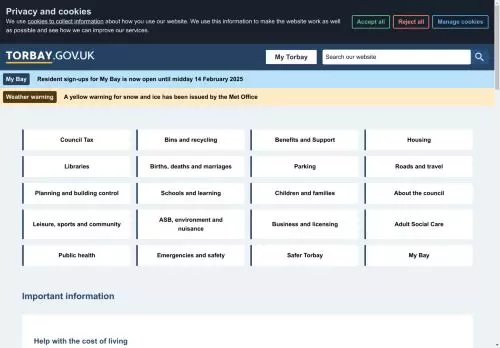 Privacy and cookies
We use cookies to collect information about how you use our website. We use this information to make the website work as
well as possible and see how we can improve our services.
Accept all
Reject all
Manage cookies
TORBAY.GOV.UK
My Torbay
Search our website
My Bay
Resident sign-ups for My Bay is now open until midday 14 February 2025
Weather warning
A yellow warning for snow and ice has been issued by the Met Office
Council Tax
Bins and recycling
Benefits and Support
Housing
Libraries
Births, deaths and marriages
Parking
Roads and travel
Planning and building control
Schools and learning
Children and families
About the council
Leisure, sports and community
ASB, environment and
nuisance
Business and licensing
Adult Social Care
Public health
Emergencies and safety
Safer Torbay
My Bay
Important information
Help with the cost of living